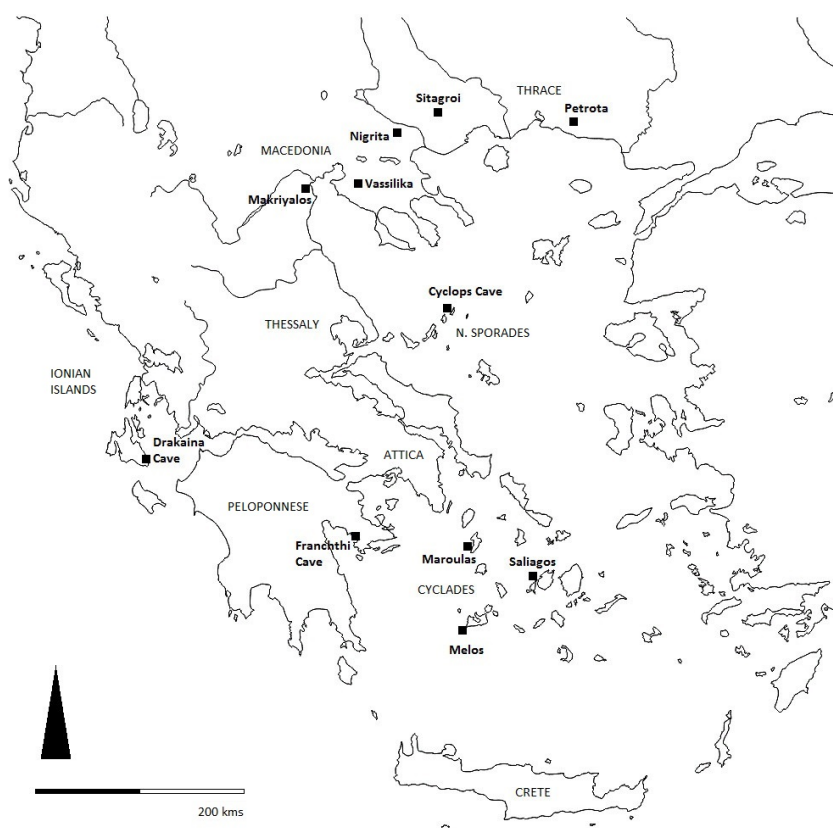 Sitagroi
THRACE
Petrota
Nigrita
MACEDONIA
Vassilika
Makriyalos
Cyclops Cave
THESSALY
N. SPORADES
IONIAN
ISLANDS
Drakaina
Cave
ATTICA
PELOPONNESE
Franchthi
Cave
Maroulas
Saliagos
CYCLADES
Melos
CRETE
200 kms